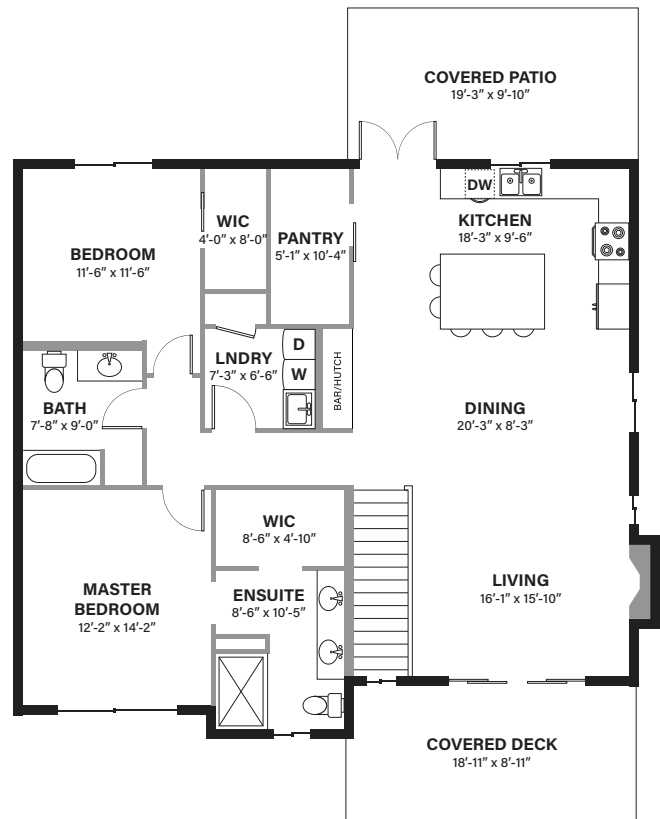 COVERED PATIO
19'-3" x 9'-10"
DW
KITCHEN
18'-3" x 9'-6"
WIC
4'-0" x 8'-0"
PANTRY
5'-1" x 10'-4"
BEDROOM
11'-6" x 11'-6"
D
W
LNDRY
7'-3" x 6'-6"
BAR/HUTCH
BATH
7'-8" x 9'-0"
DINING
20'-3" x 8'-3"
WIC
8'-6" x 4'-10"
MASTER
BEDROOM
12'-2" x 14'-2"
ENSUITE
8'-6" x 10'-5"
LIVING
16'-1" x 15'-10"
COVERED DECK
18'-11" x 8'-11"